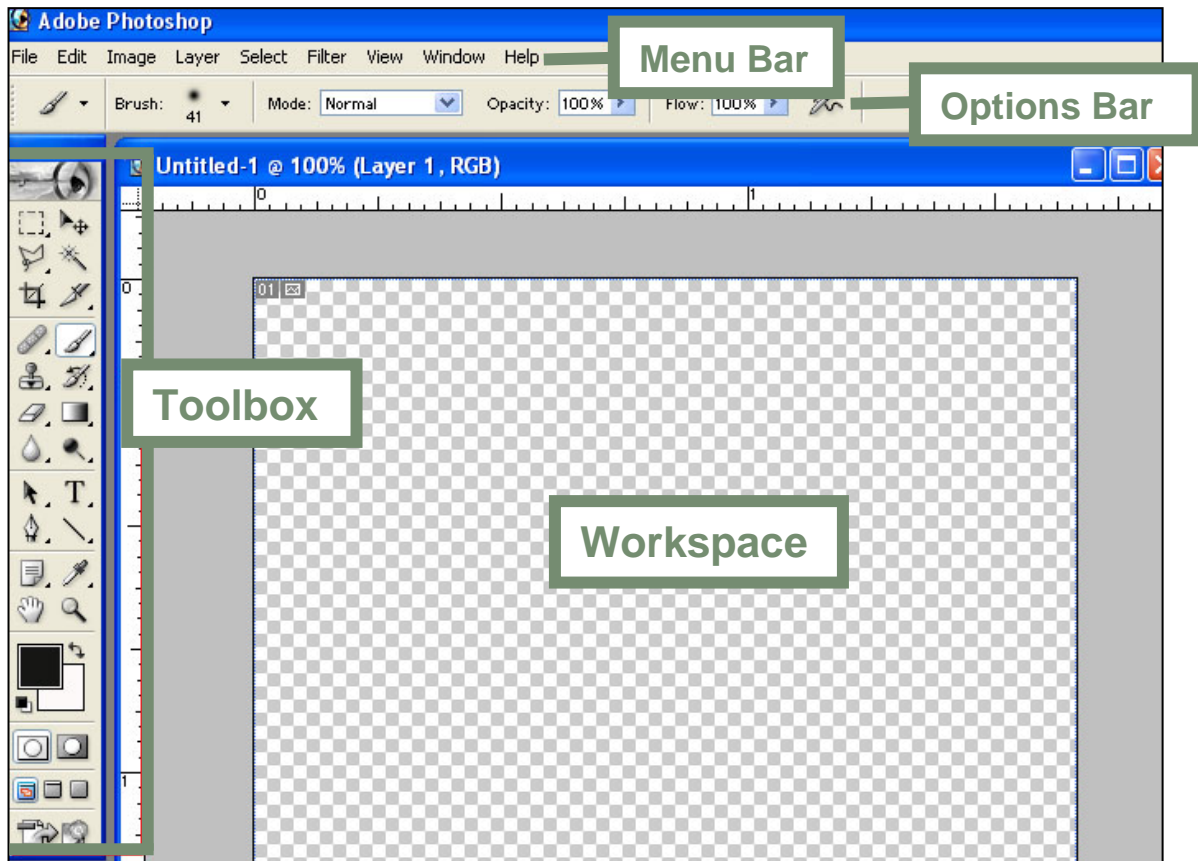 Adobe Photoshop
File Edit Image Layer Select Filter View Window Help
Menu Bar
Brush: 41 Mode: Normal Opacity: 100% Flow: 100%
Options Bar
Untitled-1 @ 100% (Layer 1, RGB)
0 1
0
01
Toolbox
T
Workspace
1